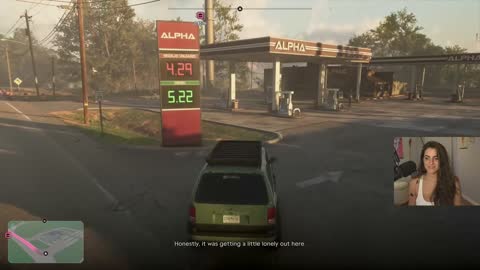 ALPHA
4.29
5.22
ALPHA
ALPHA
Honestly, it was getting a little lonely out here